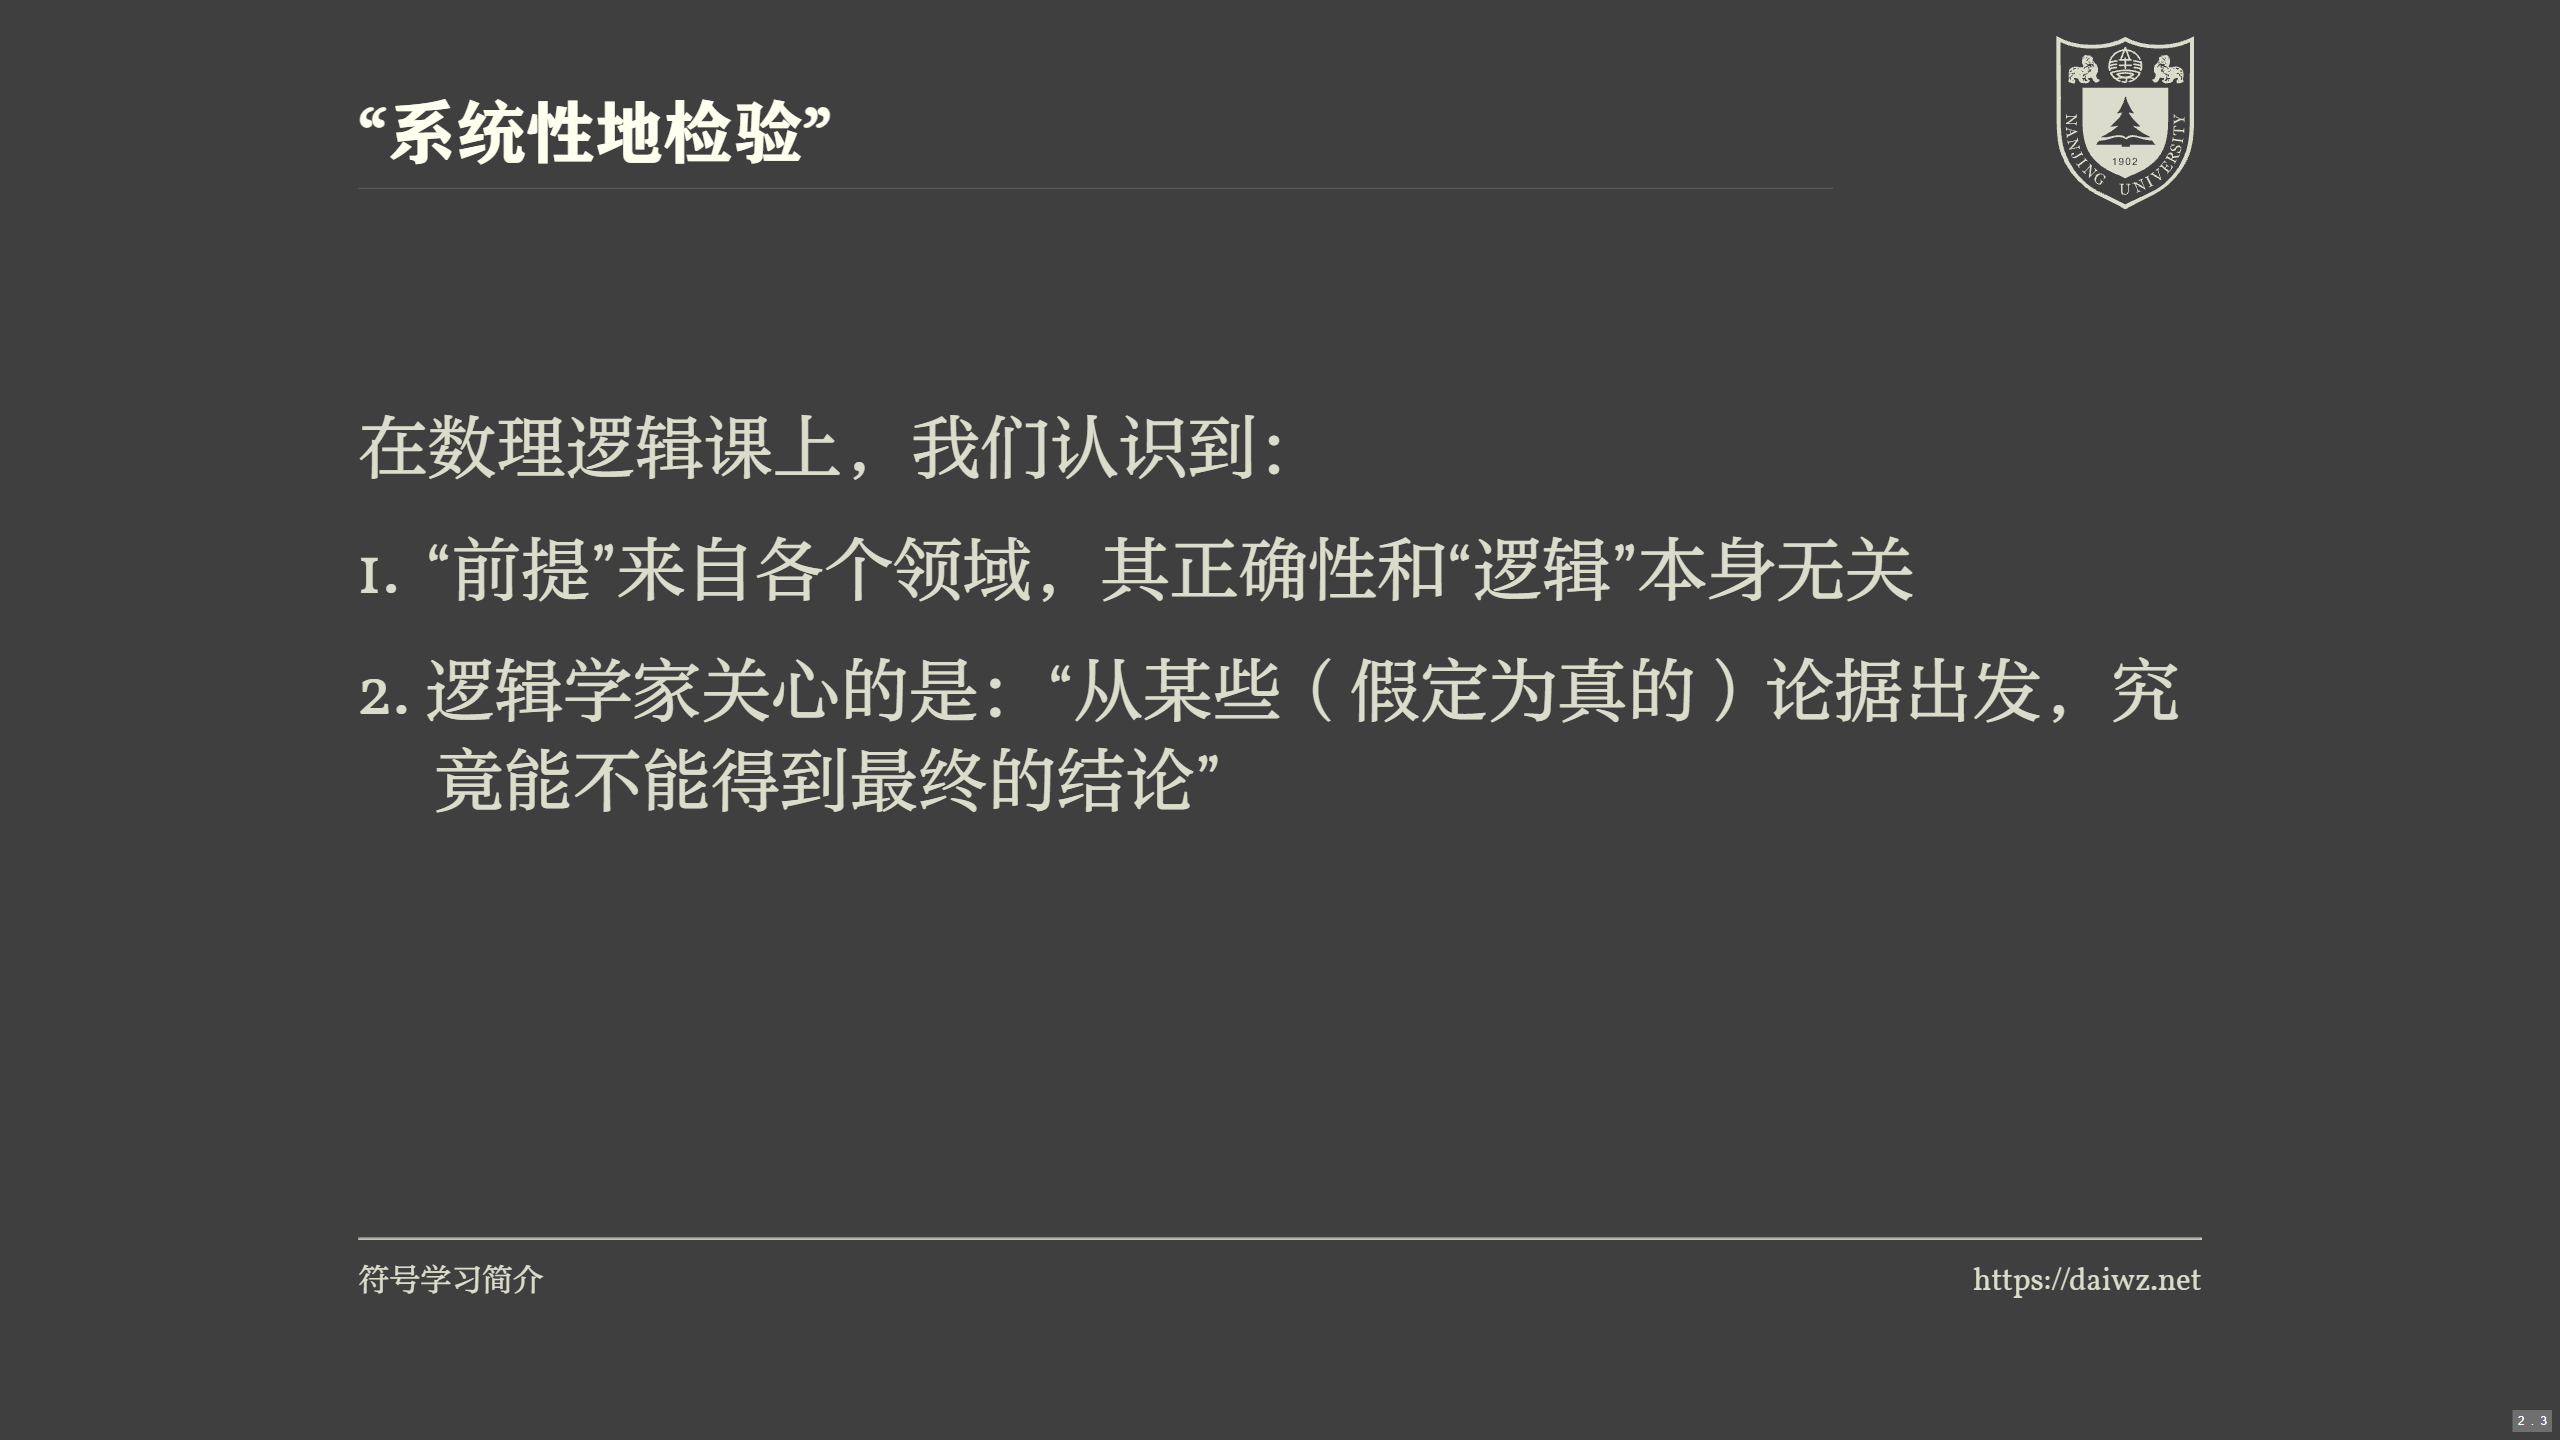 “系统性地检验”
NANJING UNIVERSITY
1902
在数理逻辑课上，我们认识到：
1. “前提”来自各个领域，其正确性和“逻辑”本身无关
2. 逻辑学家关心的是：“从某些（假定为真的）论据出发，究
竟能不能得到最终的结论”
符号学习简介
https://daiwz.net
2.3